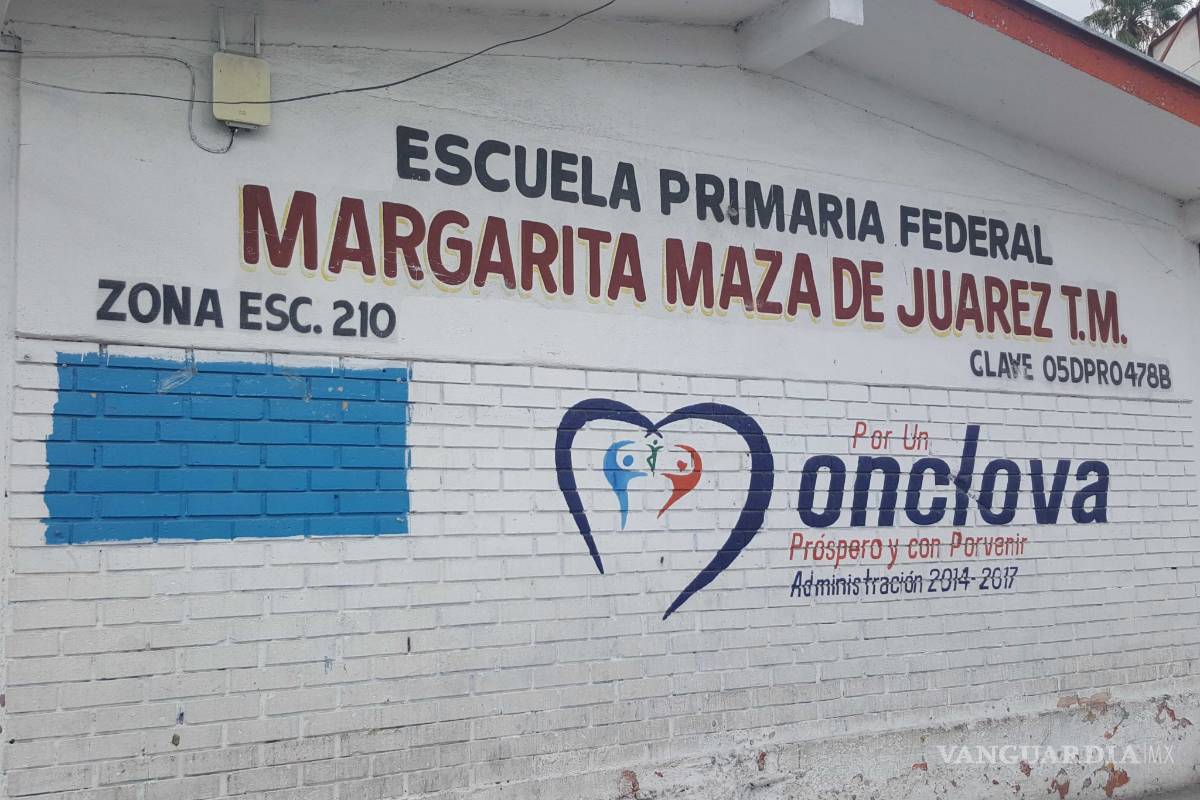 ESCUELA PRIMARIA FEDERAL
MARGARITA MAZA DE JUAREZ T.M.
ZONA ESC. 210
CLAVE 05DPR0478B
Por Un
Monclova
Próspero y con Porvenir
Administración 2014-2017
VANGUARDIA|MX